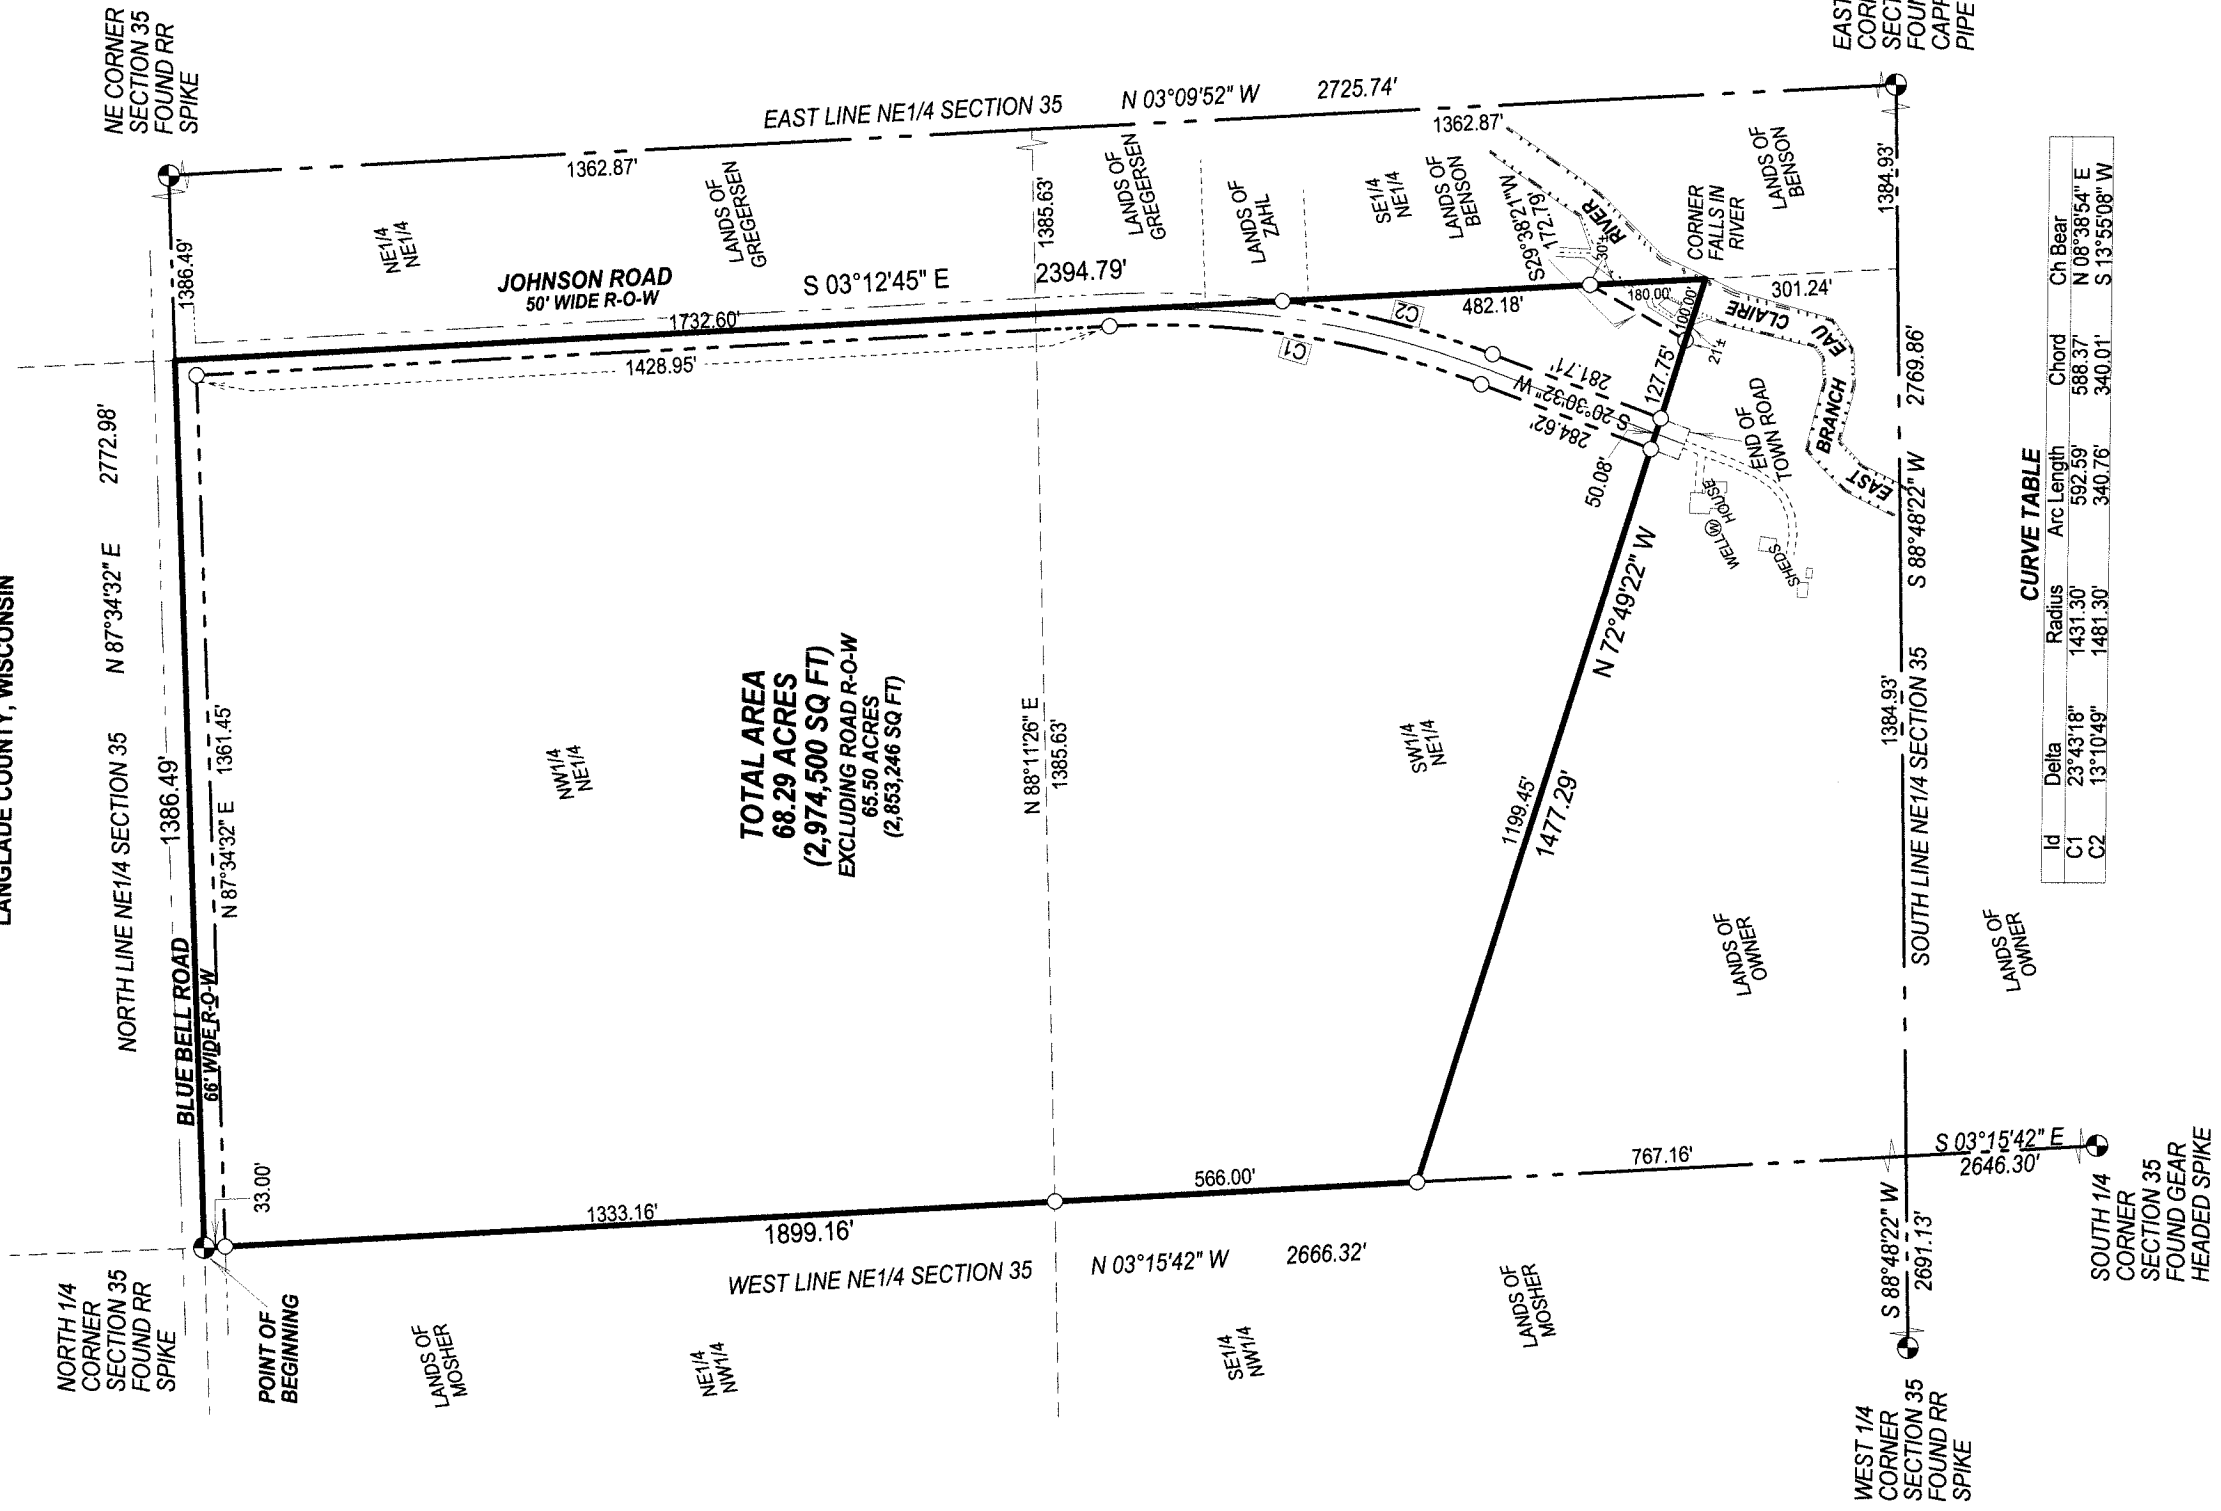 LANGLADE COUNTY, WISCONSIN
NORTH 1/4
CORNER
SECTION 35
FOUND RR
SPIKE
POINT OF
BEGINNING
NORTH LINE NE1/4 SECTION 35 N 87°34'32" E 2772.98'
1386.49'
1386.49'
BLUE BELL ROAD
66' WIDE R-O-W
N 87°34'32" E 1361.45'
33.00'
NE CORNER
SECTION 35
FOUND RR
SPIKE
EAST LINE NE1/4 SECTION 35 N 03°09'52" W 2725.74'
1362.87'
1362.87'
NE1/4
NE1/4
LANDS OF
GREGERSEN
JOHNSON ROAD
50' WIDE R-O-W
S 03°12'45" E
2394.79'
1732.60'
1428.95'
1385.63'
LANDS OF
GREGERSEN
LANDS OF
ZAHL
SE1/4
NE1/4
LANDS OF
BENSON
S29°38'21"W
172.79'
30'±
RIVER
CORNER
FALLS IN
RIVER
LANDS OF
BENSON
482.18'
180.00'
100.00'
301.24'
1384.93'
C2
C1
281.71'
S 20°30'32" W
284.62'
127.75'
21'±
50.08'
END OF
TOWN ROAD
HOUSE
WELL W
SHEDS
CLAIRE
EAU
BRANCH
EAST
NW1/4
NE1/4
TOTAL AREA
68.29 ACRES
(2,974,500 SQ FT)
EXCLUDING ROAD R-O-W
65.50 ACRES
(2,853,246 SQ FT)
N 88°11'26" E
1385.63'
SW1/4
NE1/4
N 72°49'22" W
1199.45'
1477.29'
1333.16'
1899.16'
566.00'
767.16'
WEST LINE NE1/4 SECTION 35 N 03°15'42" W 2666.32'
LANDS OF
MOSHER
NE1/4
NW1/4
SE1/4
NW1/4
LANDS OF
MOSHER
LANDS OF
OWNER
LANDS OF
OWNER
1384.93'
SOUTH LINE NE1/4 SECTION 35 S 88°48'22" W 2769.86'
S 88°48'22" W
2691.13'
S 03°15'42" E
2646.30'
WEST 1/4
CORNER
SECTION 35
FOUND RR
SPIKE
SOUTH 1/4
CORNER
SECTION 35
FOUND GEAR
HEADED SPIKE
EAST
PIPE
CURVE TABLE
Id Delta Radius Arc Length Chord Ch Bear
C1 23°43'18" 1431.30' 592.59' 588.37' N 08°38'54" E
C2 13°10'49" 1481.30' 340.76' 340.01' S 13°55'08" W